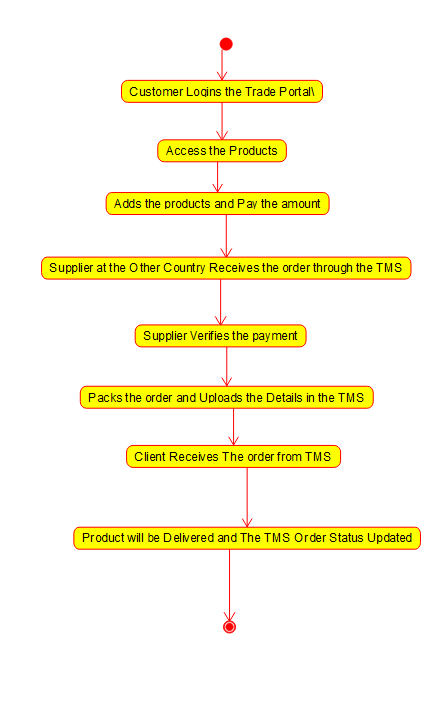 Customer Logins the Trade Portal\
Access the Products
Adds the products and Pay the amount
Supplier at the Other Country Receives the order through the TMS
Supplier Verifies the payment
Packs the order and Uploads the Details in the TMS
Client Receives The order from TMS
Product will be Delivered and The TMS Order Status Updated